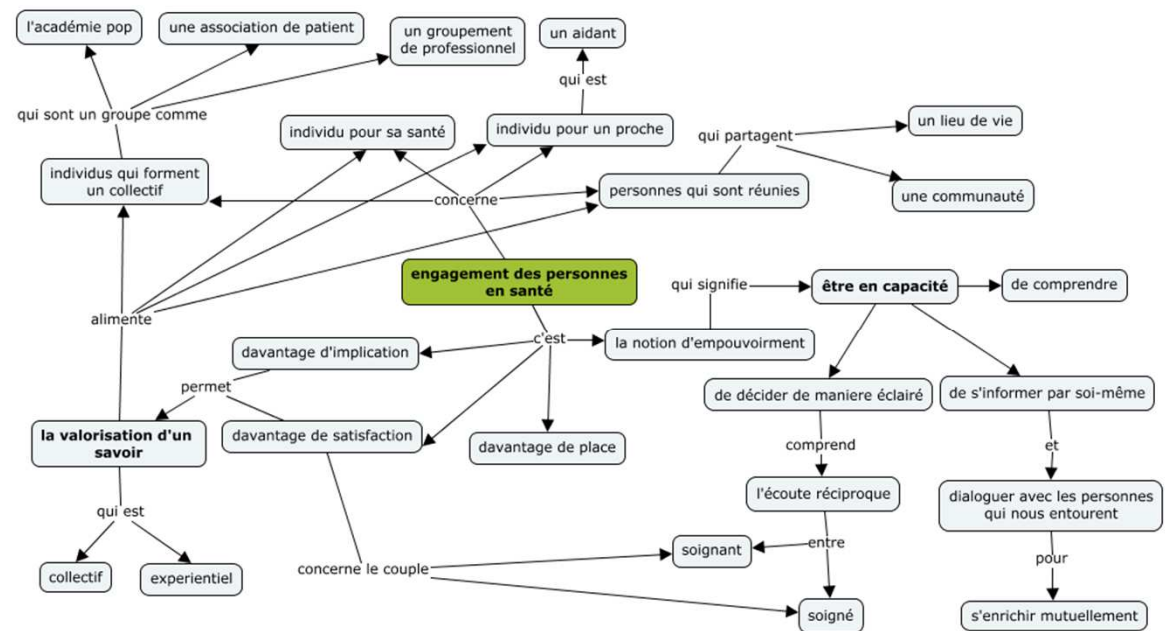 l'académie pop
une association de patient
un groupement
de professionnel
un aidant
qui est
qui sont un groupe comme
individu pour sa santé
individu pour un proche
qui partagent
un lieu de vie
individus qui forment
un collectif
concerne
personnes qui sont réunies
une communauté
engagement des personnes
en santé
qui signifie
être en capacité
de comprendre
alimente
davantage d'implication
c'est
la notion d'empouvoirment
permet
de décider de maniere éclairé
de s'informer par soi-même
la valorisation d'un
savoir
davantage de satisfaction
davantage de place
comprend
et
l'écoute réciproque
dialoguer avec les personnes
qui nous entourent
qui est
entre
soignant
pour
collectif
experientiel
concerne le couple
soigné
s'enrichir mutuellement